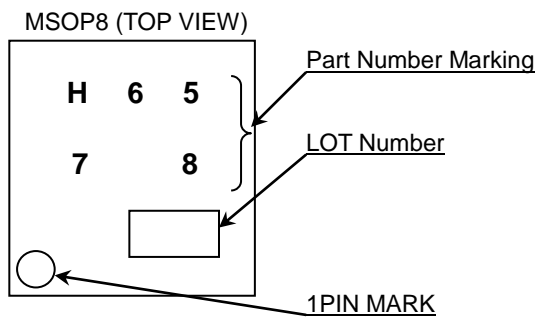 MSOP8 (TOP VIEW)
Part Number Marking
H 6 5
7 8
LOT Number
1PIN MARK